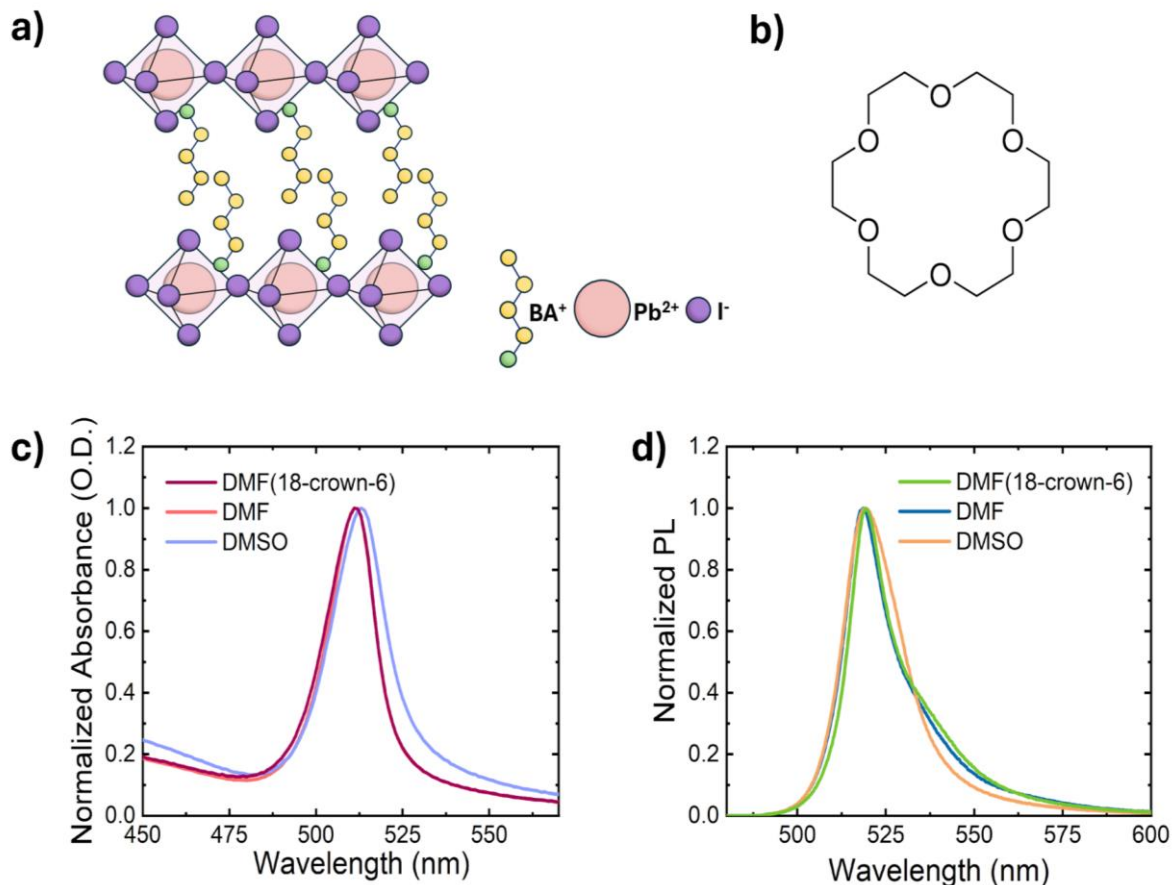 a)
BA⁺ Pb²⁺ I⁻
b)
O
O O
O O
O
c)
Normalized Absorbance (O.D.)
1.2
1.0
0.8
0.6
0.4
0.2
0.0
DMF(18-crown-6)
DMF
DMSO
450 475 500 525 550
Wavelength (nm)
d)
Normalized PL
1.2
1.0
0.8
0.6
0.4
0.2
0.0
DMF(18-crown-6)
DMF
DMSO
500 525 550 575 600
Wavelength (nm)